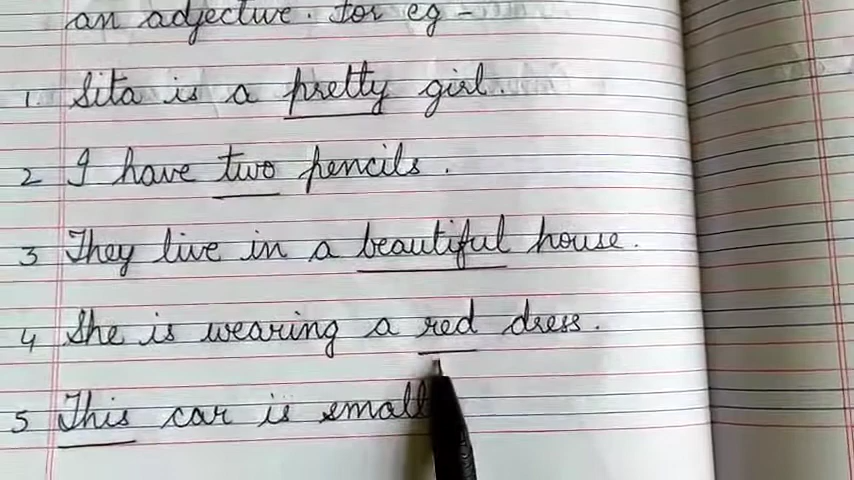 an adjective. For eg -
1. Sita is a pretty girl.
2 I have two pencils.
3 They live in a beautiful house.
4 She is wearing a red dress.
5 This car is small